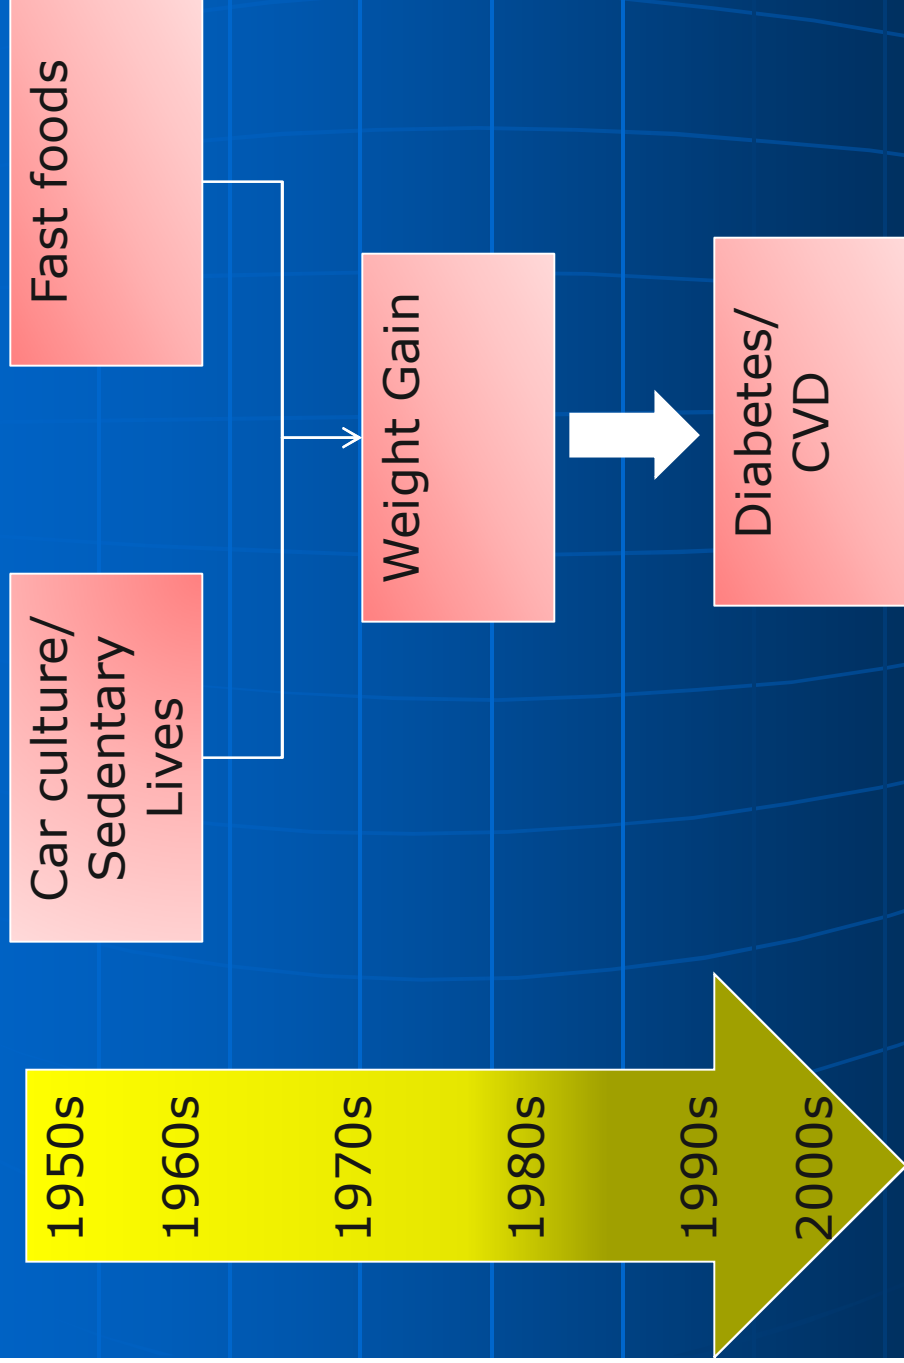 1950s
1960s
1970s
1980s
1990s
2000s
Car culture/
Sedentary
Lives
Fast foods
Weight Gain
Diabetes/
CVD